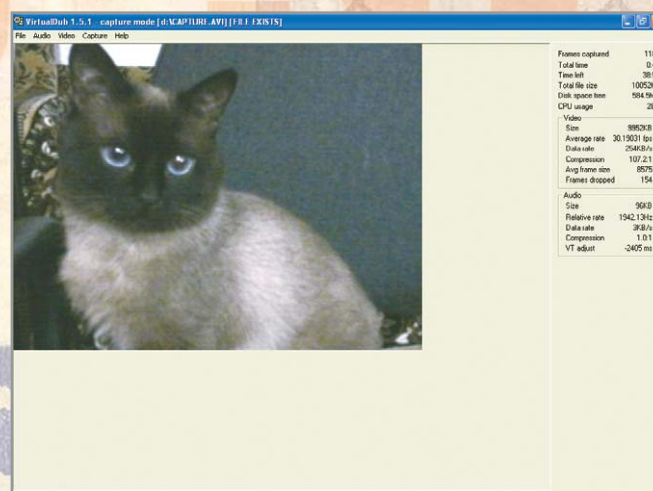 VirtualDub 1.5.1 - capture mode [d:\CAPTURE.AVI] [FILE EXISTS]
File Audio Video Capture Help
Frames captured
Total time
Time left
Total file size
Disk space free
CPU usage
Video
Size 9952KB
Average rate 30.19031 fps
Data rate 254KB/s
Compression 107.2:1
Avg frame size 8575
Frames dropped 154
Audio
Size 96KB
Relative rate 1942.13Hz
Data rate 3KB/s
Compression 1.0:1
VT adjust -2405 ms